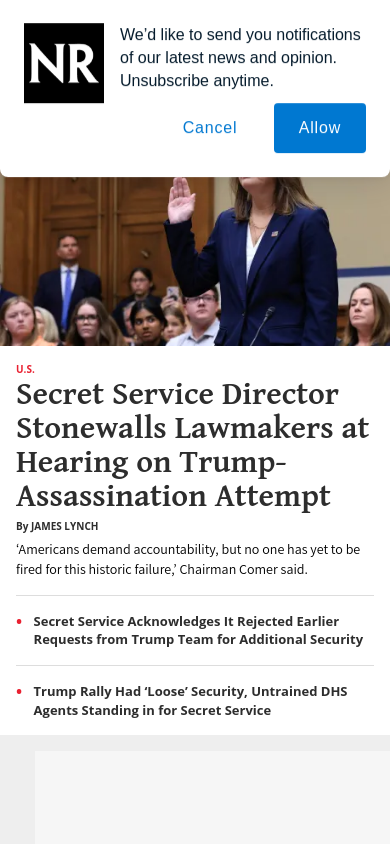 NR
We’d like to send you notifications
of our latest news and opinion.
Unsubscribe anytime.
Cancel
Allow
U.S.
Secret Service Director
Stonewalls Lawmakers at
Hearing on Trump-
Assassination Attempt
By JAMES LYNCH
‘Americans demand accountability, but no one has yet to be
fired for this historic failure,’ Chairman Comer said.
• Secret Service Acknowledges It Rejected Earlier
Requests from Trump Team for Additional Security
• Trump Rally Had ‘Loose’ Security, Untrained DHS
Agents Standing in for Secret Service